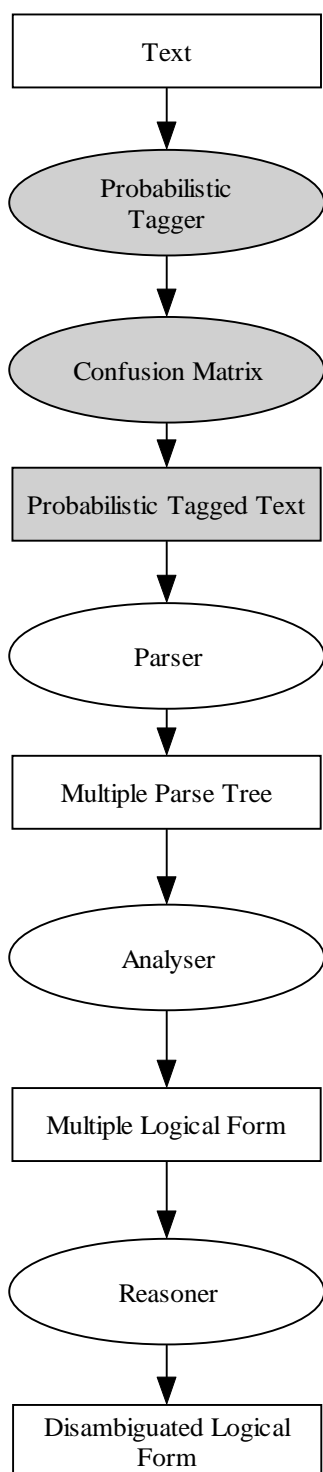 Text
Probabilistic
Tagger
Confusion Matrix
Probabilistic Tagged Text
Parser
Multiple Parse Tree
Analyser
Multiple Logical Form
Reasoner
Disambiguated Logical
Form